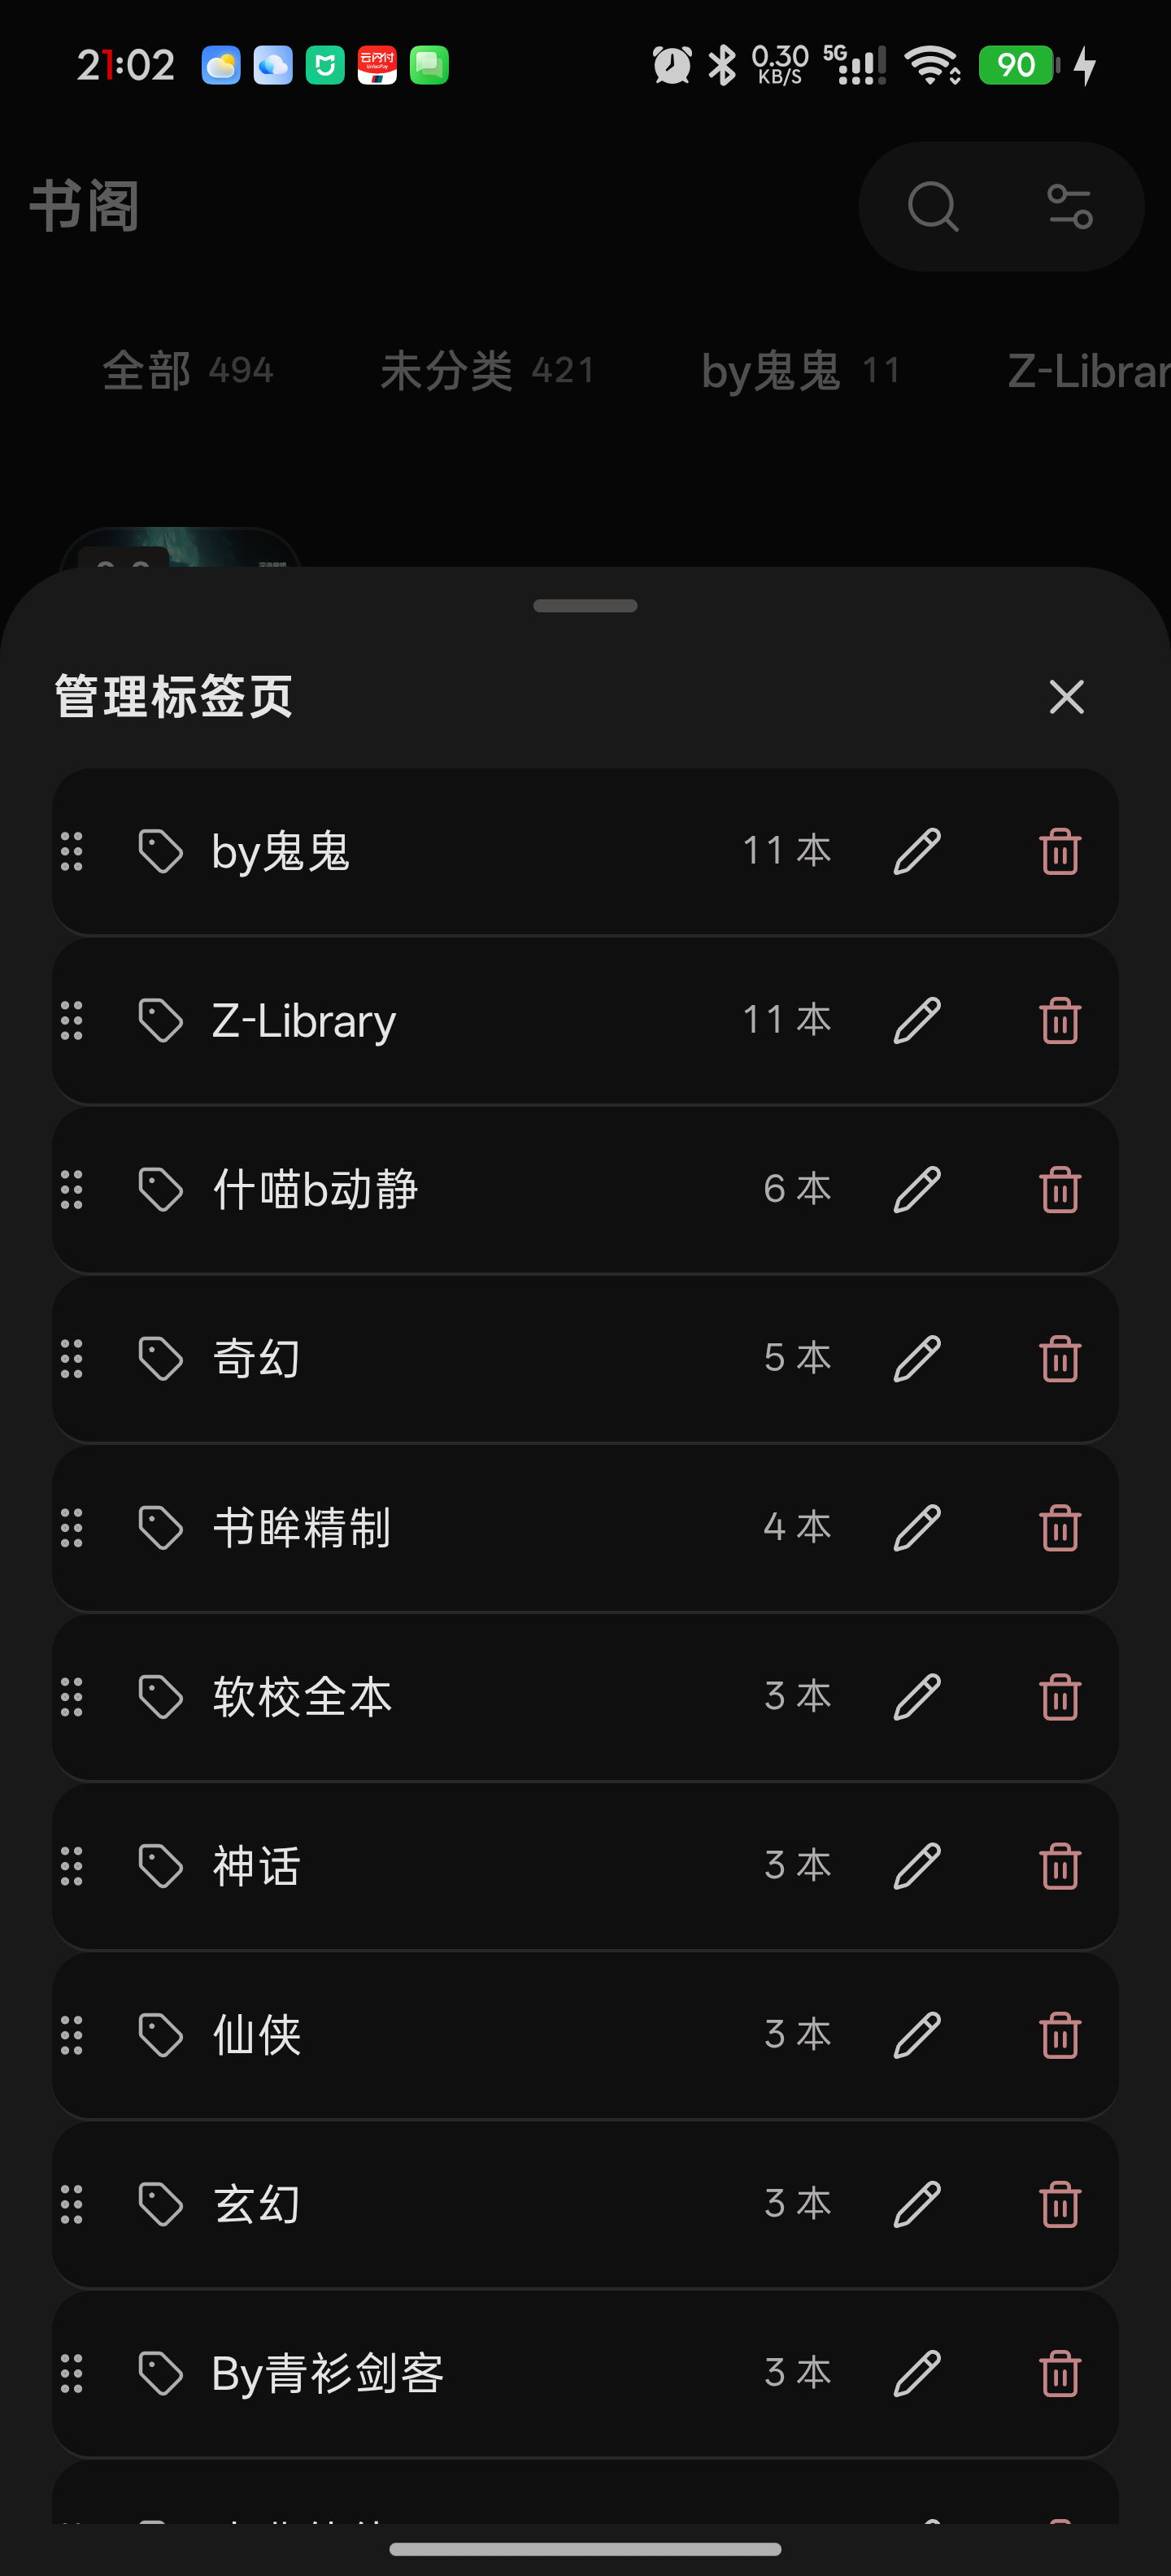 21:02
0.30 KB/S 5G 90
书阁
全部 494 未分类 421 by鬼鬼 11 Z-Librar
管理标签页
by鬼鬼 11 本
Z-Library 11 本
什喵b动静 6 本
奇幻 5 本
书眸精制 4 本
软校全本 3 本
神话 3 本
仙侠 3 本
玄幻 3 本
By青衫剑客 3 本